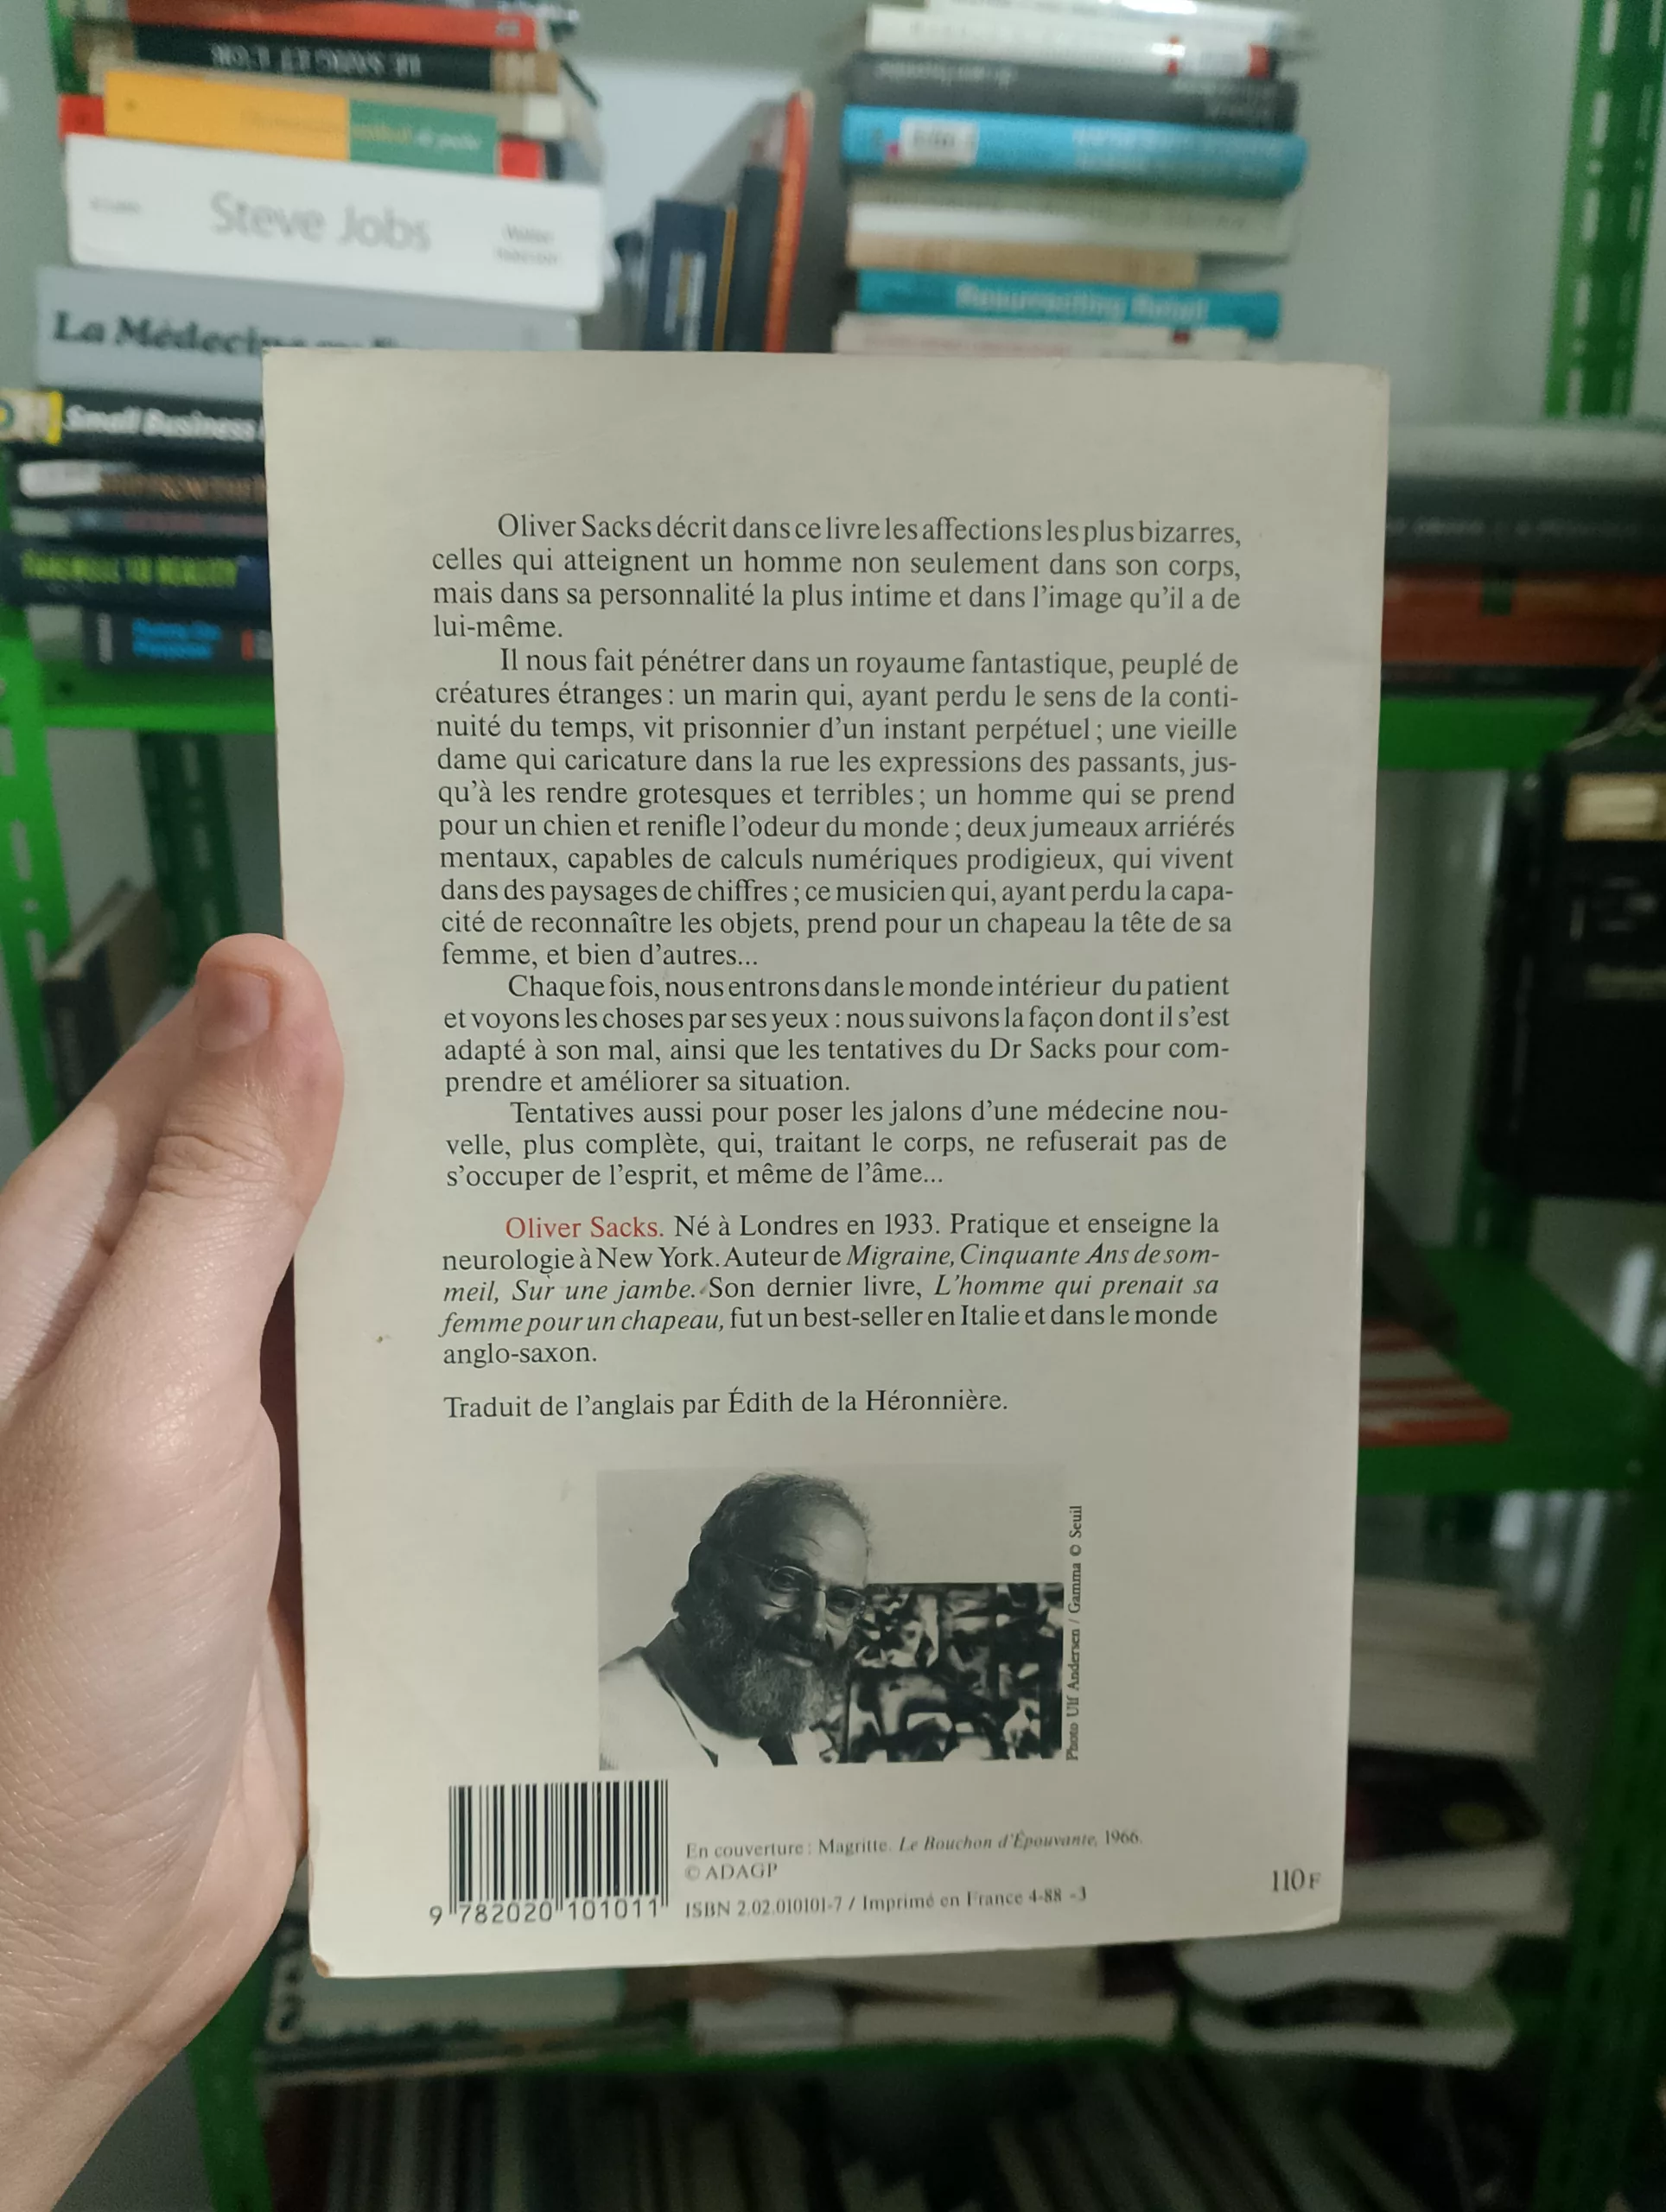 LE SANG ET L'OR
Steve Jobs
La Médecine
Small Business
FAREWELL TO REALITY
Resurrecting Retail
Oliver Sacks décrit dans ce livre les affections les plus bizarres,
celles qui atteignent un homme non seulement dans son corps,
mais dans sa personnalité la plus intime et dans l'image qu'il a de
lui-même.
Il nous fait pénétrer dans un royaume fantastique, peuplé de
créatures étranges : un marin qui, ayant perdu le sens de la conti-
nuité du temps, vit prisonnier d'un instant perpétuel ; une vieille
dame qui caricature dans la rue les expressions des passants, jus-
qu'à les rendre grotesques et terribles ; un homme qui se prend
pour un chien et renifle l'odeur du monde ; deux jumeaux arriérés
mentaux, capables de calculs numériques prodigieux, qui vivent
dans des paysages de chiffres ; ce musicien qui, ayant perdu la capa-
cité de reconnaître les objets, prend pour un chapeau la tête de sa
femme, et bien d'autres...
Chaque fois, nous entrons dans le monde intérieur du patient
et voyons les choses par ses yeux : nous suivons la façon dont il s'est
adapté à son mal, ainsi que les tentatives du Dr Sacks pour com-
prendre et améliorer sa situation.
Tentatives aussi pour poser les jalons d'une médecine nou-
velle, plus complète, qui, traitant le corps, ne refuserait pas de
s'occuper de l'esprit, et même de l'âme...
Oliver Sacks. Né à Londres en 1933. Pratique et enseigne la
neurologie à New York. Auteur de Migraine, Cinquante Ans de som-
meil, Sur une jambe. Son dernier livre, L'homme qui prenait sa
femme pour un chapeau, fut un best-seller en Italie et dans le monde
anglo-saxon.
Traduit de l'anglais par Édith de la Héronnière.
Photo Ulf Andersen / Gamma © Seuil
En couverture : Magritte. Le Bouchon d'Épouvante, 1966.
© ADAGP
ISBN 2.02.010101-7 / Imprimé en France 4-88 -3
110 F
9 782020 101011